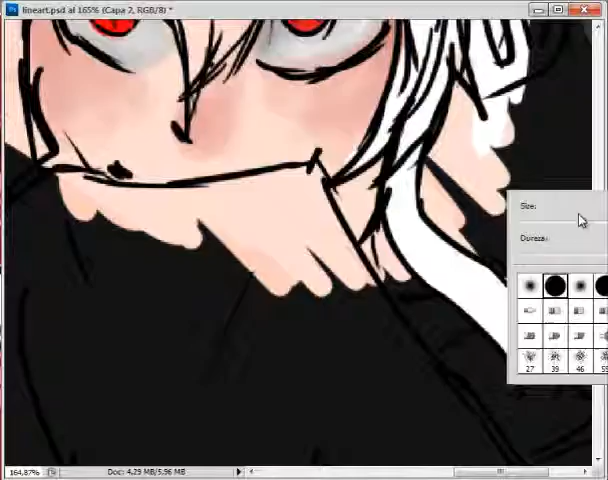 lineart.psd al 165% (Capa 2, RGB/8) *
Size:
Dureza:
27 39 46 55
164,87%
Doc: 4,29 MB/5,96 MB